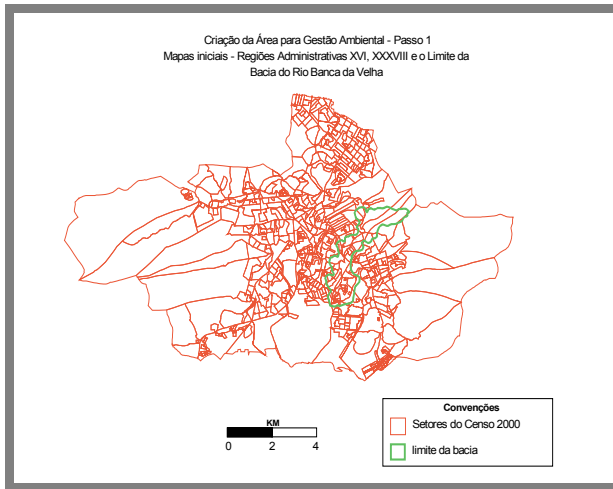 Criação da Área para Gestão Ambiental - Passo 1
Mapas iniciais - Regiões Administrativas XVI, XXXVIII e o Limite da
Bacia do Rio Banca da Velha
KM
0 2 4
Convenções
Setores do Censo 2000
limite da bacia